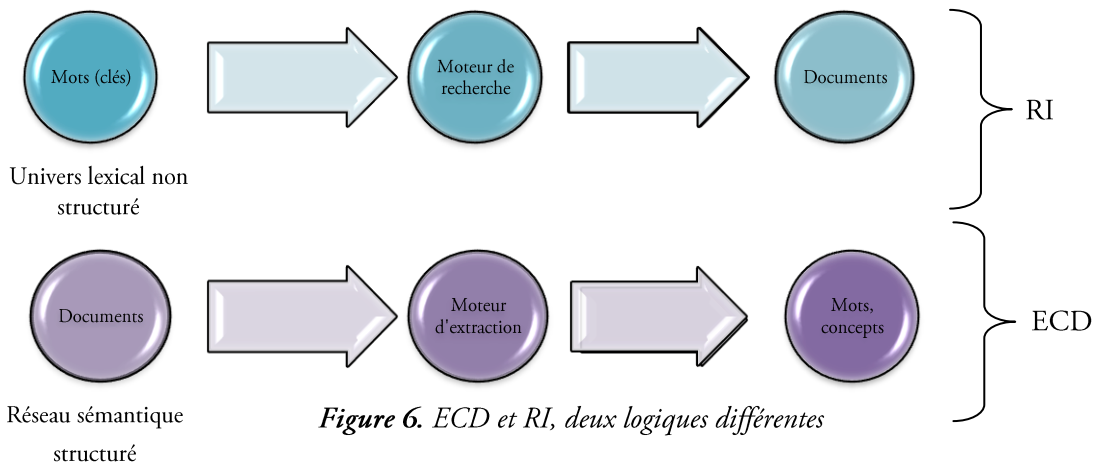 Mots (clés)
Moteur de
recherche
Documents
RI
Univers lexical non
structuré
Documents
Moteur
d'extraction
Mots,
concepts
ECD
Réseau sémantique
structuré
Figure 6. ECD et RI, deux logiques différentes